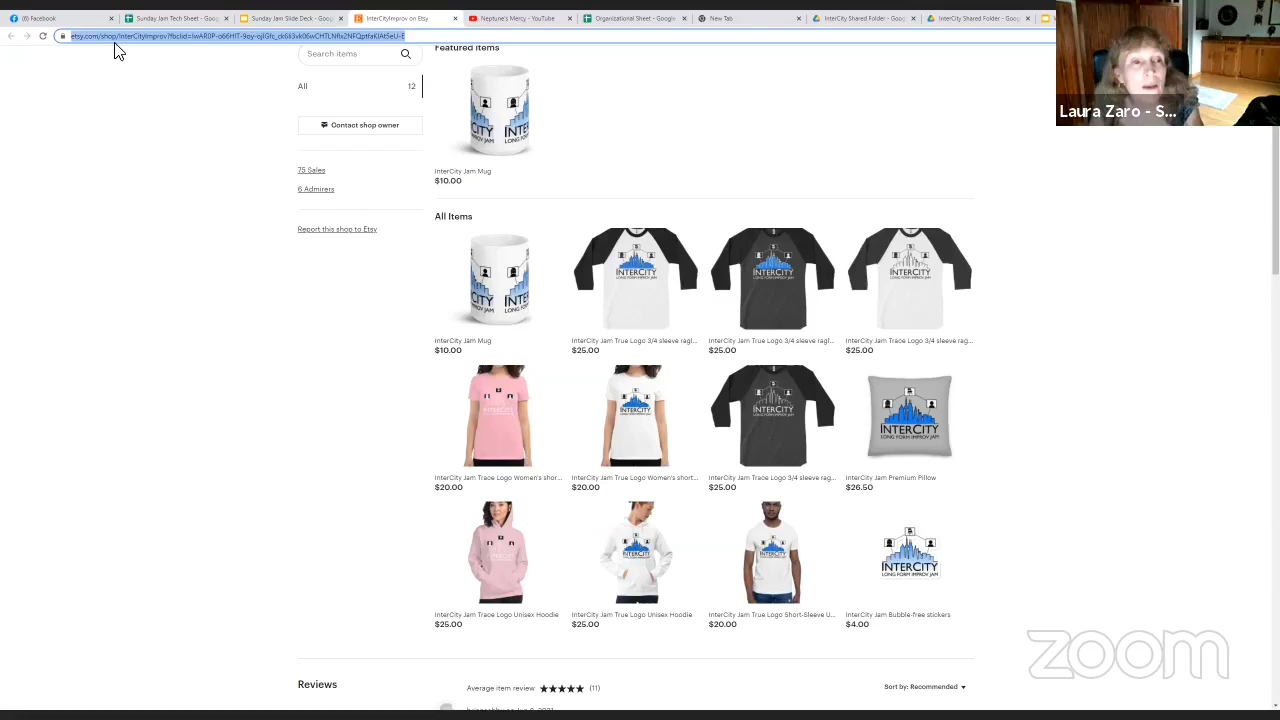 (6) Facebook
Sunday Jam Tech Sheet - Goog
Sunday Jam Slide Deck - Goog
InterCityImprov on Etsy
Neptune's Mercy - YouTube
Organizational Sheet - Google
New Tab
InterCity Shared Folder - Goog
InterCity Shared Folder - Goog
Search items
Featured items
All 12
Contact shop owner
75 Sales
6 Admirers
Report this shop to Etsy
InterCity Jam Mug
$10.00
All Items
InterCity Jam Mug
$10.00
InterCity Jam True Logo 3/4 sleeve ragl...
$25.00
InterCity Jam True Logo 3/4 sleeve ragl...
$25.00
InterCity Jam Trace Logo 3/4 sleeve rag...
$25.00
InterCity Jam Trace Logo Women's shor...
$20.00
InterCity Jam True Logo Women's short...
$20.00
InterCity Jam Trace Logo 3/4 sleeve rag...
$25.00
InterCity Jam Premium Pillow
$26.50
InterCity Jam Trace Logo Unisex Hoodie
$25.00
InterCity Jam True Logo Unisex Hoodie
$25.00
InterCity Jam True Logo Short-Sleeve U...
$20.00
InterCity Jam Bubble-free stickers
$4.00
INTERCITY
LONG FORM IMPROV JAM
Reviews
Average item review (11)
Sort by: Recommended
Laura Zaro - S...
zoom